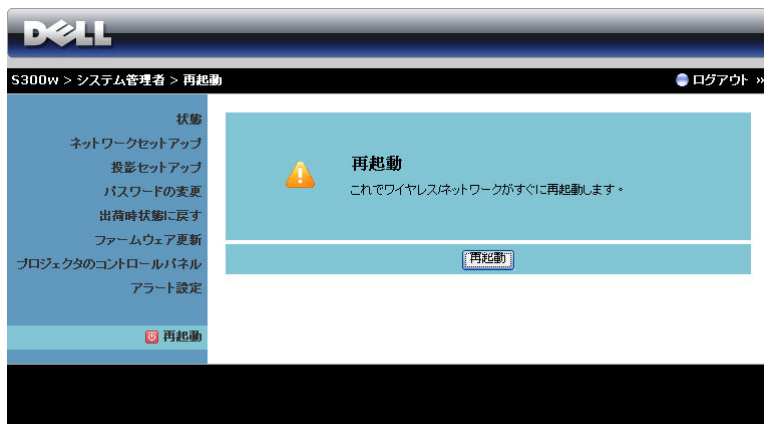 DELL
S300w > システム管理者 > 再起動
ログアウト »
状態
ネットワークセットアップ
投影セットアップ
パスワードの変更
出荷時状態に戻す
ファームウェア更新
プロジェクタのコントロールパネル
アラート設定
再起動
再起動
これでワイヤレス/ネットワークがすぐに再起動します。
再起動